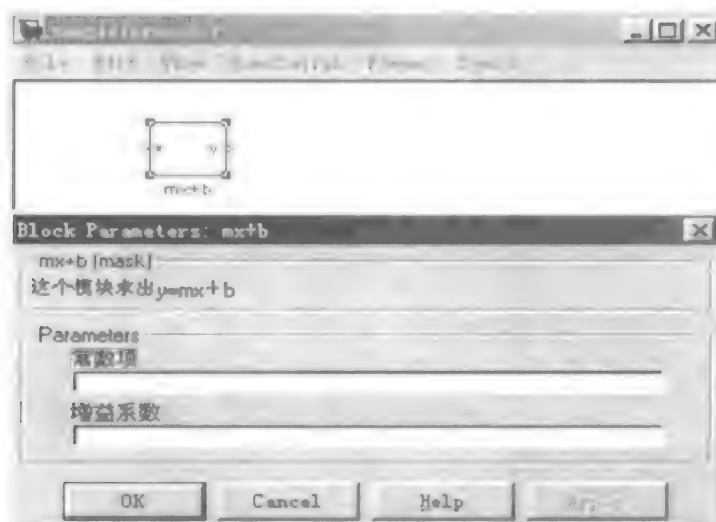 x y
mx+b
Block Parameters: mx+b
mx+b (mask)
这个模块求出y=mx+b
Parameters
常数项
增益系数
OK Cancel Help Apply